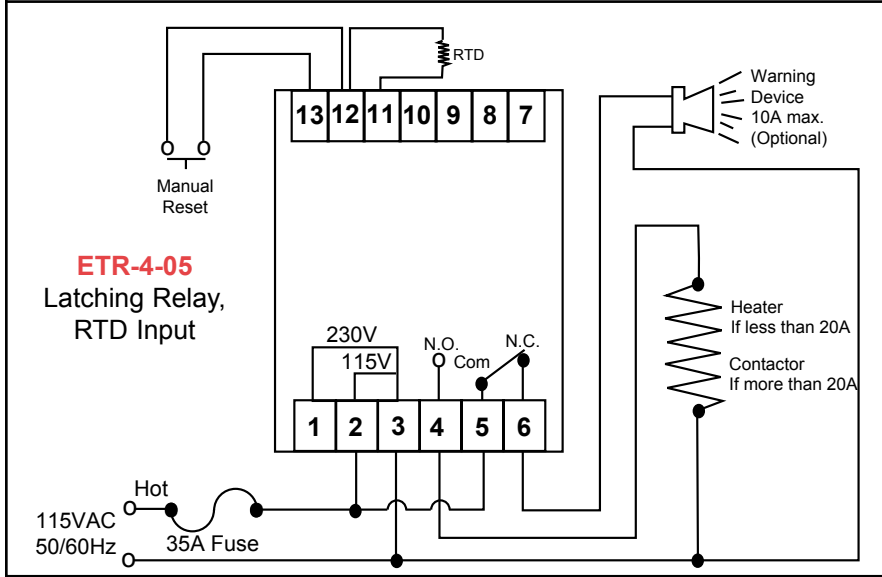 RTD
Warning
Device
10A max.
(Optional)
13 12 11 10 9 8 7
Manual
Reset
ETR-4-05
Latching Relay,
RTD Input
230V
115V
N.O.
Com
N.C.
Heater
If less than 20A
Contactor
If more than 20A
1 2 3 4 5 6
Hot
115VAC
50/60Hz
35A Fuse